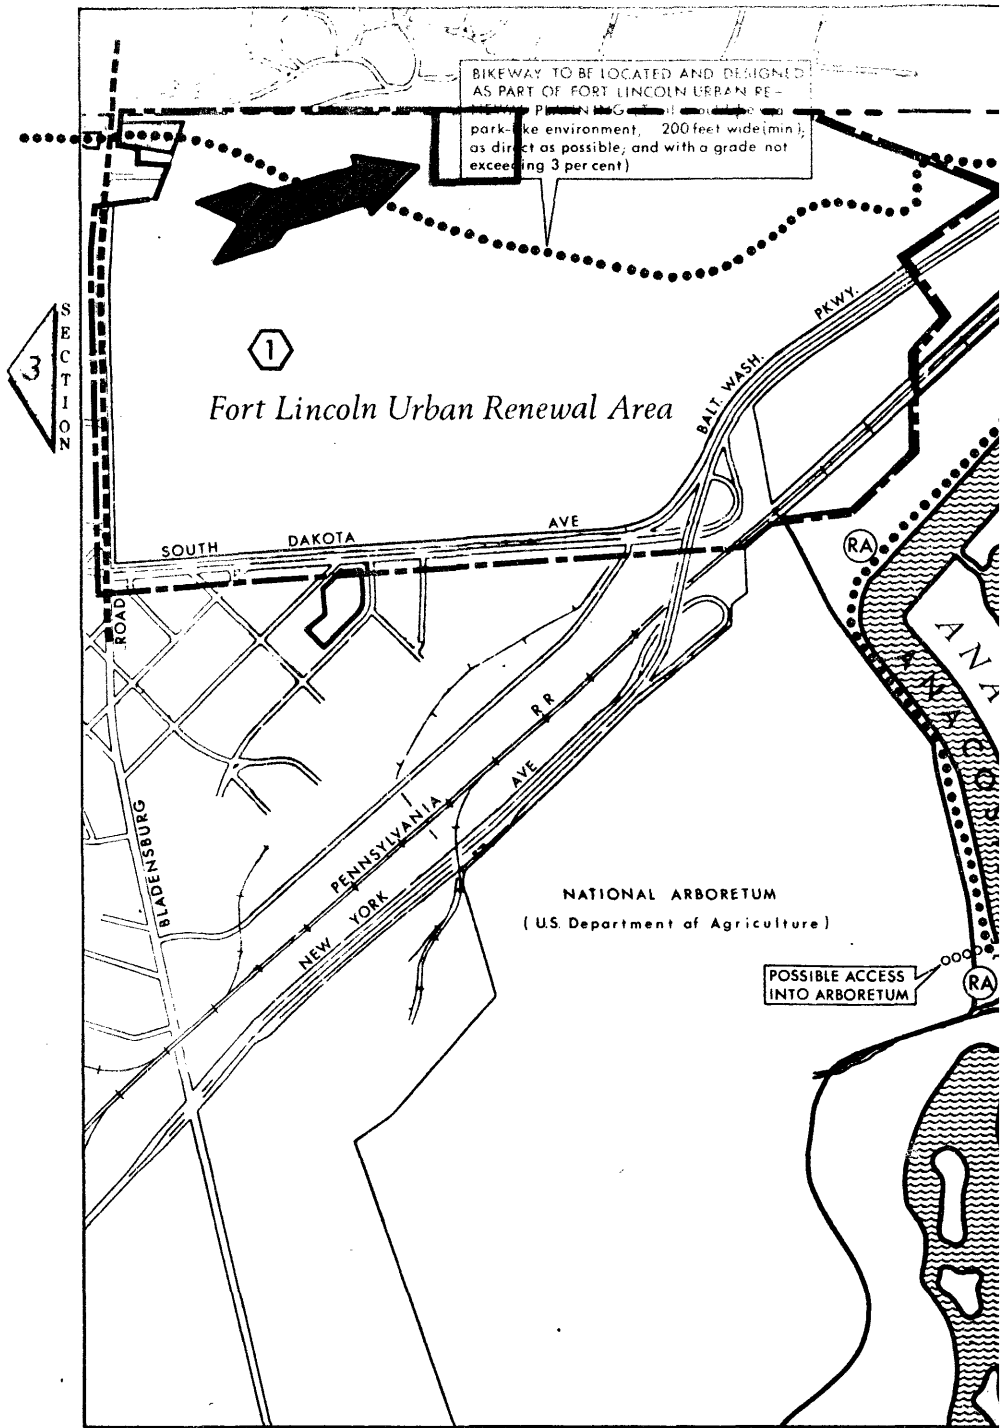 BIKEWAY TO BE LOCATED AND DESIGNED
AS PART OF FORT LINCOLN URBAN RE-
NEWAL PLANNING
park-like environment, 200 feet wide (min),
as direct as possible; and with a grade not
exceeding 3 per cent)
SECTION
3
1
Fort Lincoln Urban Renewal Area
BALT. WASH. PKWY.
SOUTH DAKOTA AVE
BLADENSBURG ROAD
PENNSYLVANIA RR
NEW YORK AVE
RA
ANA
ANACOS
NATIONAL ARBORETUM
(U.S. Department of Agriculture)
POSSIBLE ACCESS
INTO ARBORETUM
RA